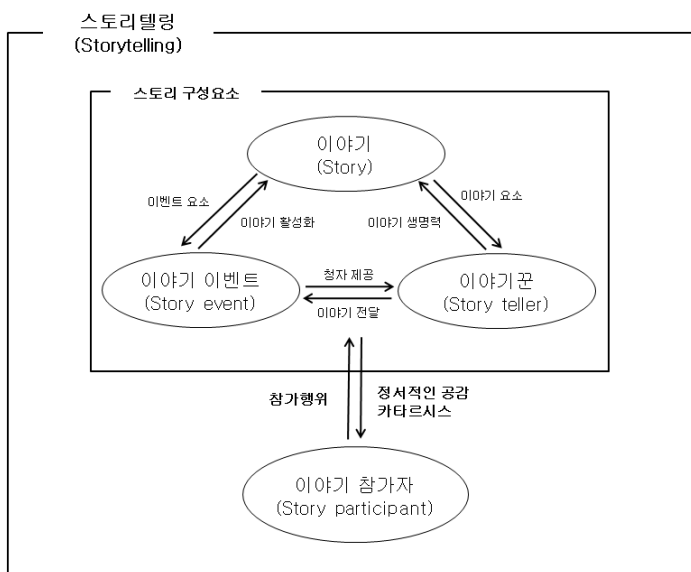 스토리텔링
(Storytelling)
스토리 구성요소
이야기
(Story)
이벤트 요소
이야기 요소
이야기 활성화
이야기 생명력
이야기 이벤트
(Story event)
청자 제공
이야기 전달
이야기꾼
(Story teller)
참가행위
정서적인 공감
카타르시스
이야기 참가자
(Story participant)